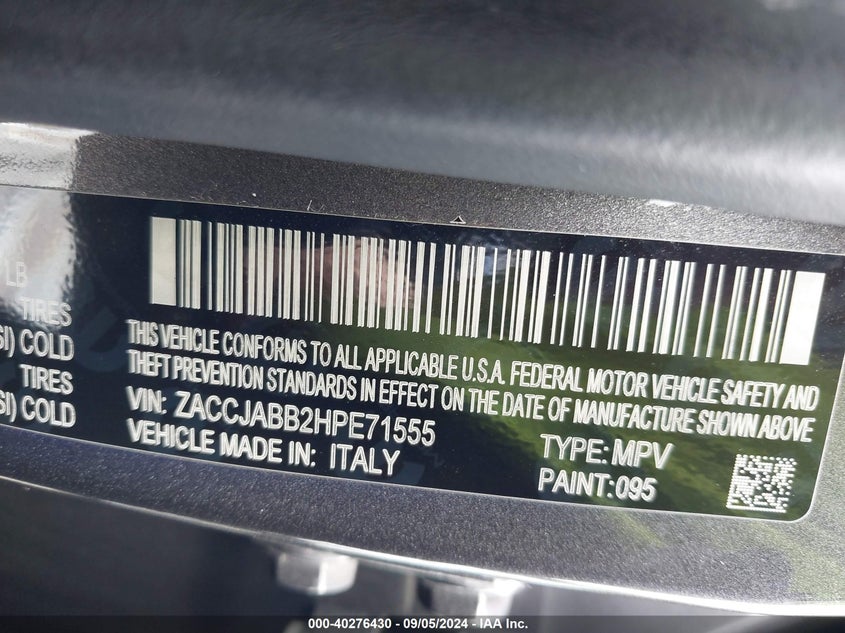 LB
TIRES
SI) COLD
TIRES
SI) COLD
THIS VEHICLE CONFORMS TO ALL APPLICABLE U.S.A. FEDERAL MOTOR VEHICLE SAFETY AND
THEFT PREVENTION STANDARDS IN EFFECT ON THE DATE OF MANUFACTURE SHOWN ABOVE
VIN: ZACCJABB2HPE71555
TYPE: MPV
VEHICLE MADE IN: ITALY
PAINT: 095
000-40276430 - 09/05/2024 - IAA Inc.